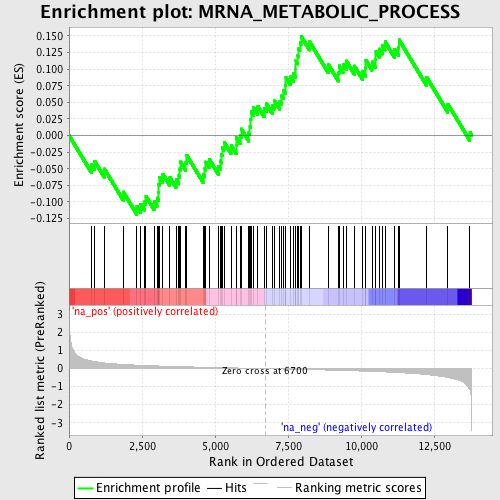 Enrichment plot: MRNA_METABOLIC_PROCESS
Enrichment score (ES)
0.150
0.125
0.100
0.075
0.050
0.025
0.000
-0.025
-0.050
-0.075
-0.100
-0.125
'na_pos' (positively correlated)
Ranked list metric (PreRanked)
3
2
1
0
-1
-2
-3
Zero cross at 6700
'na_neg' (negatively correlated)
0
2,500
5,000
7,500
10,000
12,500
Rank in Ordered Dataset
Enrichment profile
Hits
Ranking metric scores